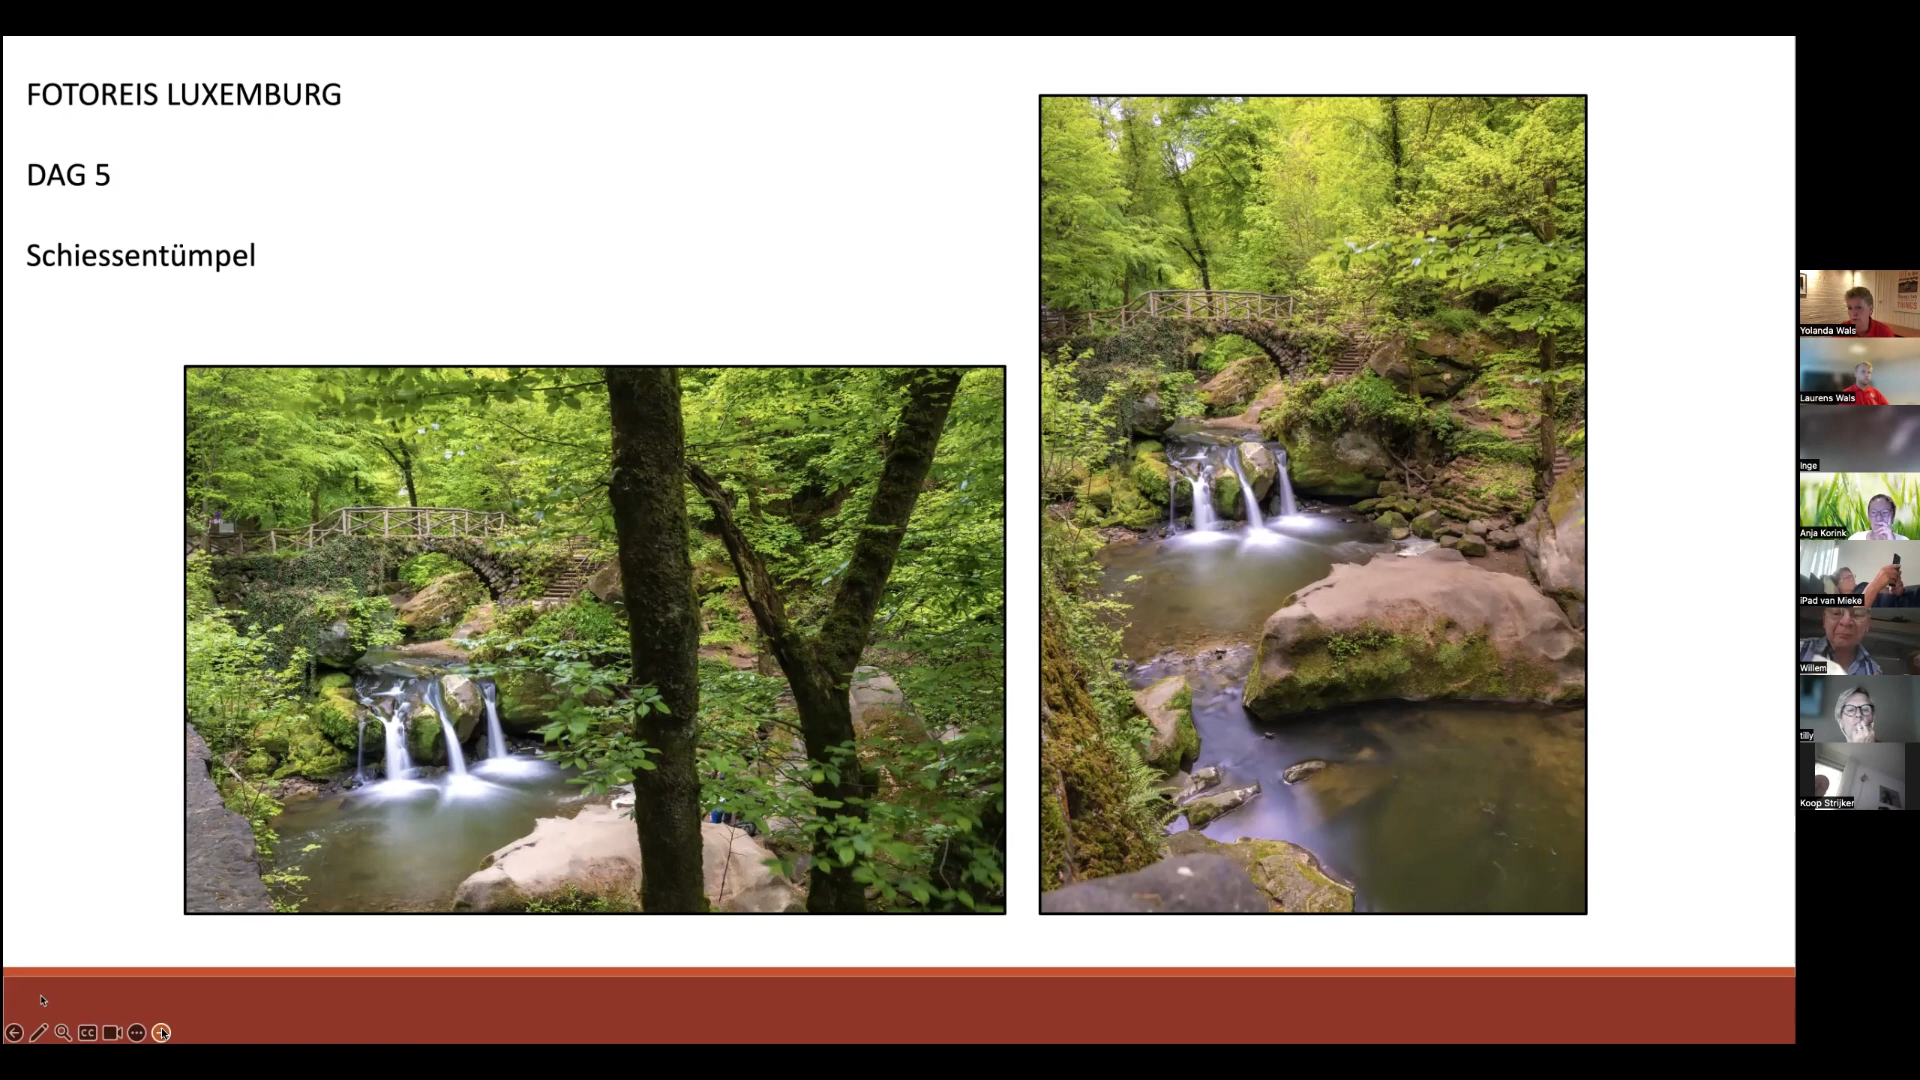 FOTOREIS LUXEMBURG
DAG 5
Schiessentümpel
Yolanda Wals
Laurens Wals
Inge
Anja Korink
iPad van Mieke
Willem
tilly
Koop Strijker
CC